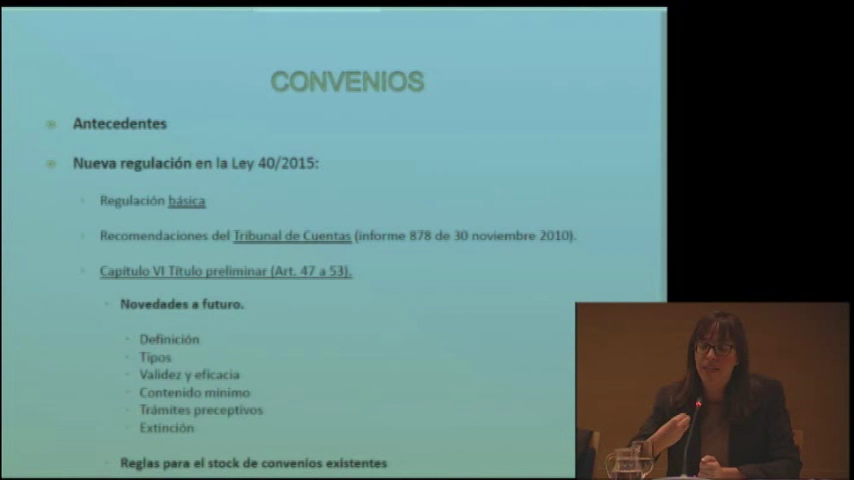 CONVENIOS
Antecedentes
Nueva regulación en la Ley 40/2015:
Regulación básica
Recomendaciones del Tribunal de Cuentas (informe 878 de 30 noviembre 2010).
Capítulo VI Título preliminar (Art. 47 a 53).
Novedades a futuro.
Definición
Tipos
Validez y eficacia
Contenido mínimo
Trámites preceptivos
Extinción
Reglas para el stock de convenios existentes